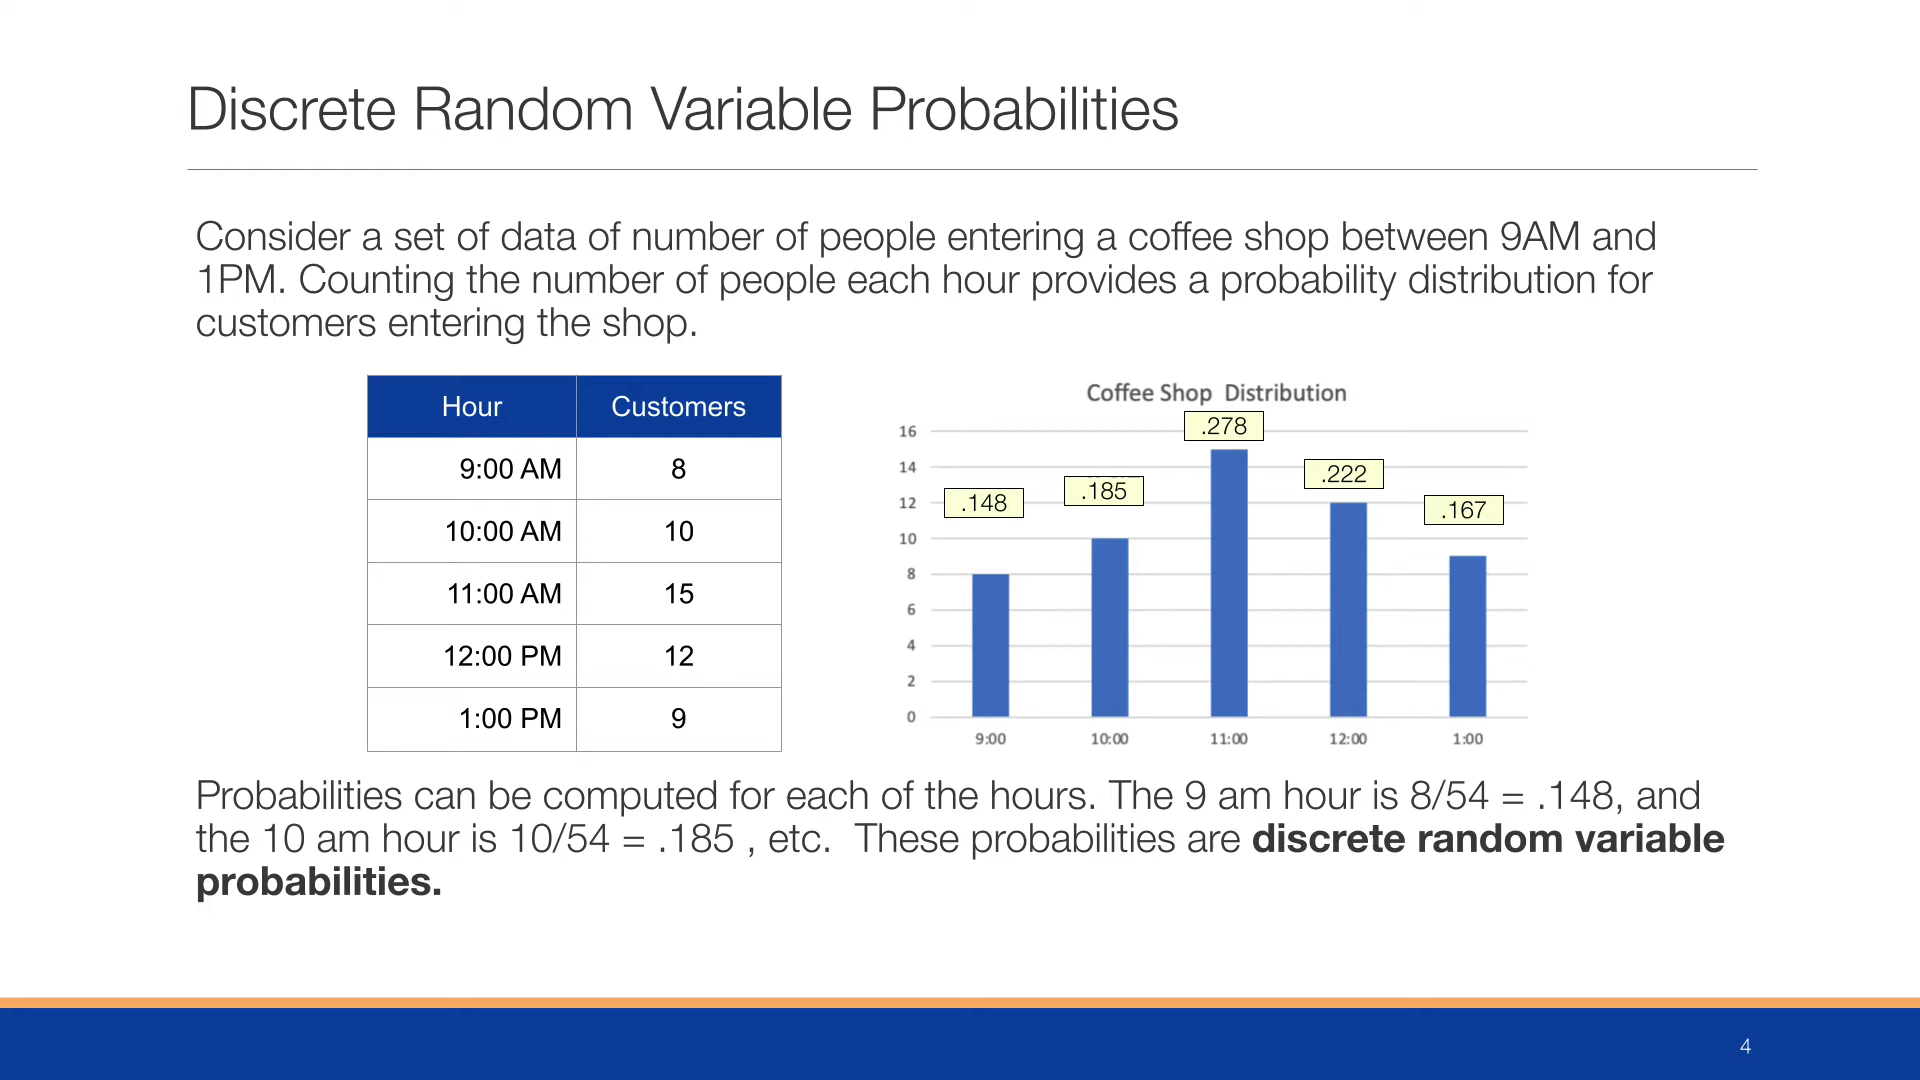 Discrete Random Variable Probabilities
Consider a set of data of number of people entering a coffee shop between 9AM and
1PM. Counting the number of people each hour provides a probability distribution for
customers entering the shop.
Hour Customers
9:00 AM 8
10:00 AM 10
11:00 AM 15
12:00 PM 12
1:00 PM 9
Coffee Shop Distribution
16
14
12
10
8
6
4
2
0
.148
.185
.278
.222
.167
9:00 10:00 11:00 12:00 1:00
Probabilities can be computed for each of the hours. The 9 am hour is 8/54 = .148, and
the 10 am hour is 10/54 = .185 , etc. These probabilities are discrete random variable
probabilities.
4